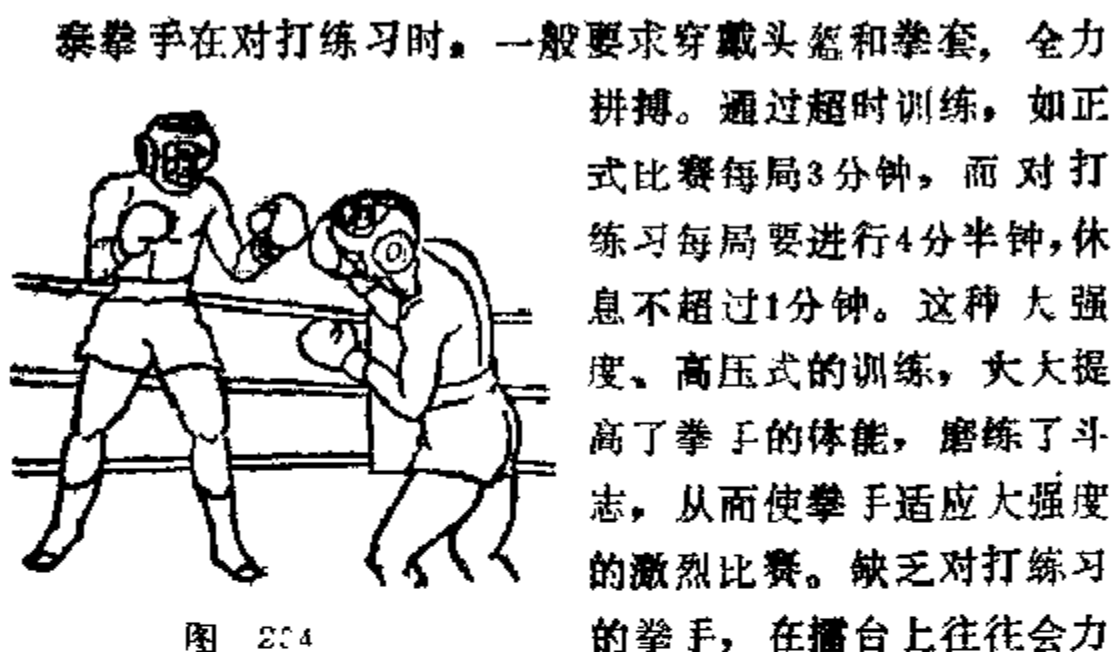 泰拳手在对打练习时。一般要求穿戴头盔和拳套，全力
拼搏。通过超时训练，如正
式比赛每局3分钟，而对打
练习每局要进行4分半钟，休
息不超过1分钟。这种大强
度、高压式的训练，大大提
高了拳手的体能，磨练了斗
志，从而使拳手适应大强度
的激烈比赛。缺乏对打练习
的拳手，在擂台上往往会力
图 204